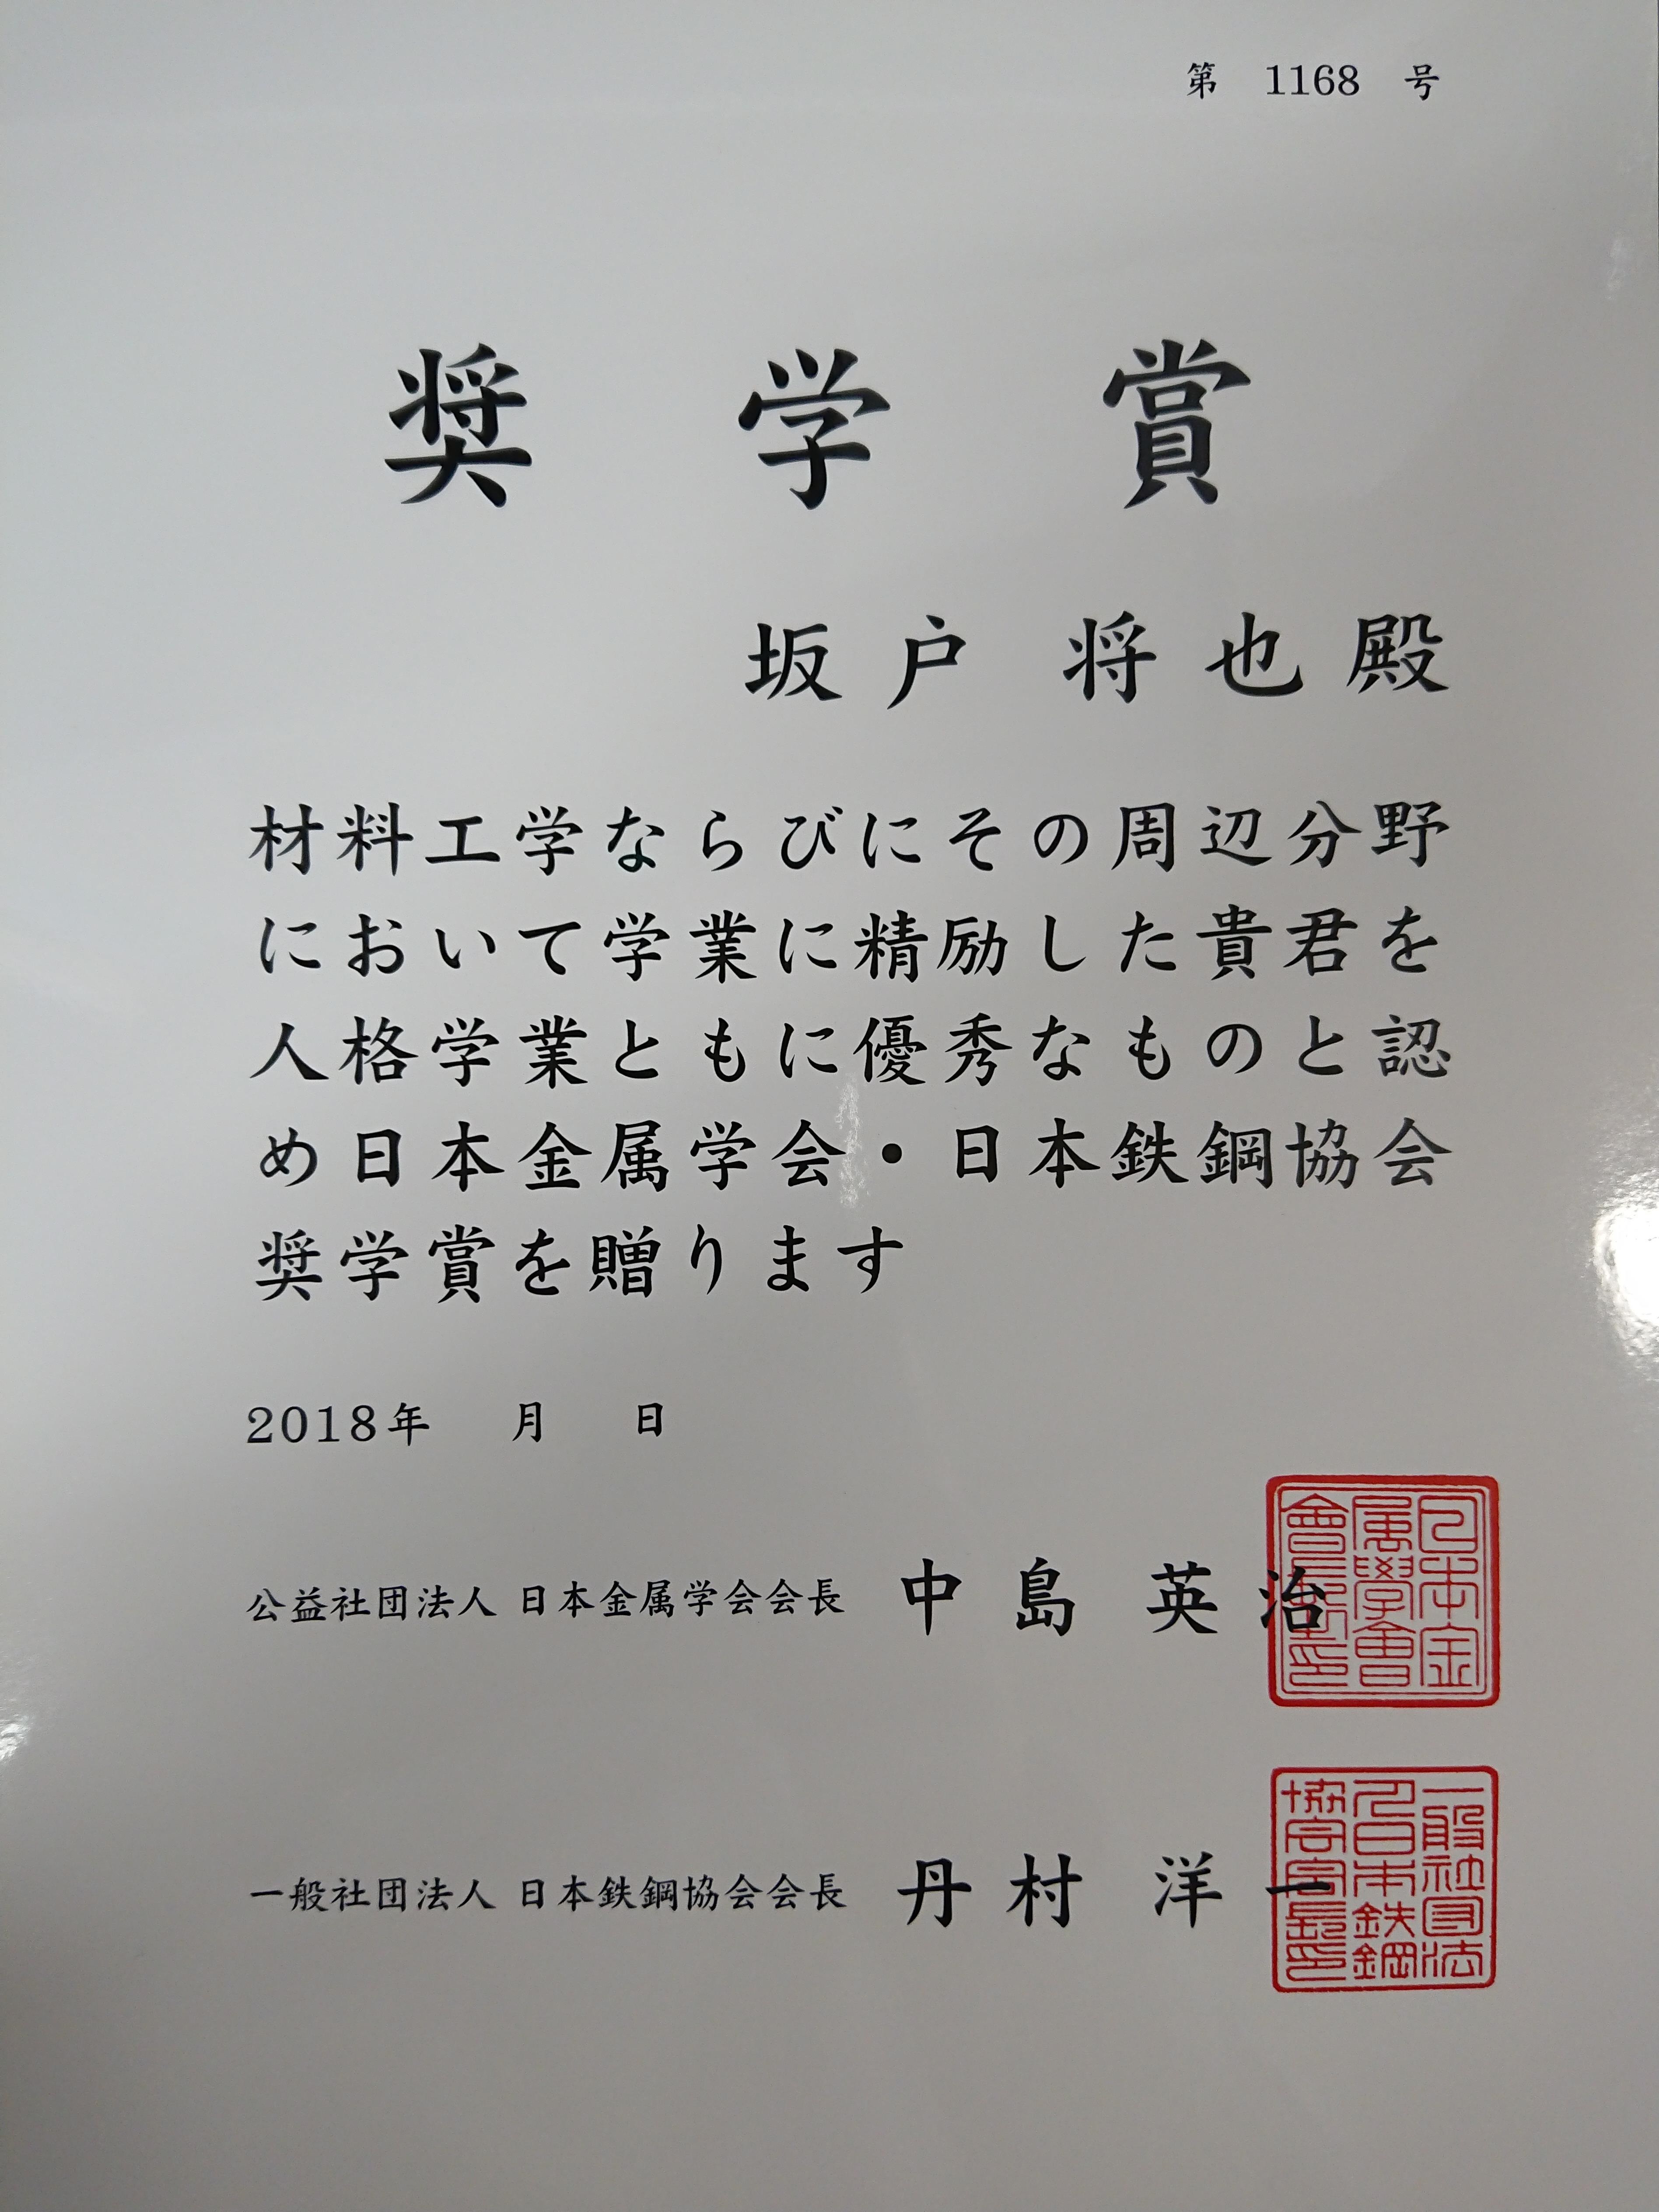 第 1168 号
奨学賞
坂戸 将也殿
材料工学ならびにその周辺分野
において学業に精励した貴君を
人格学業ともに優秀なものと認
め日本金属学会・日本鉄鋼協会
奨学賞を贈ります
2018年 月 日
公益社団法人 日本金属学会会長 中島 英治
一般社団法人 日本鉄鋼協会会長 丹村 洋一